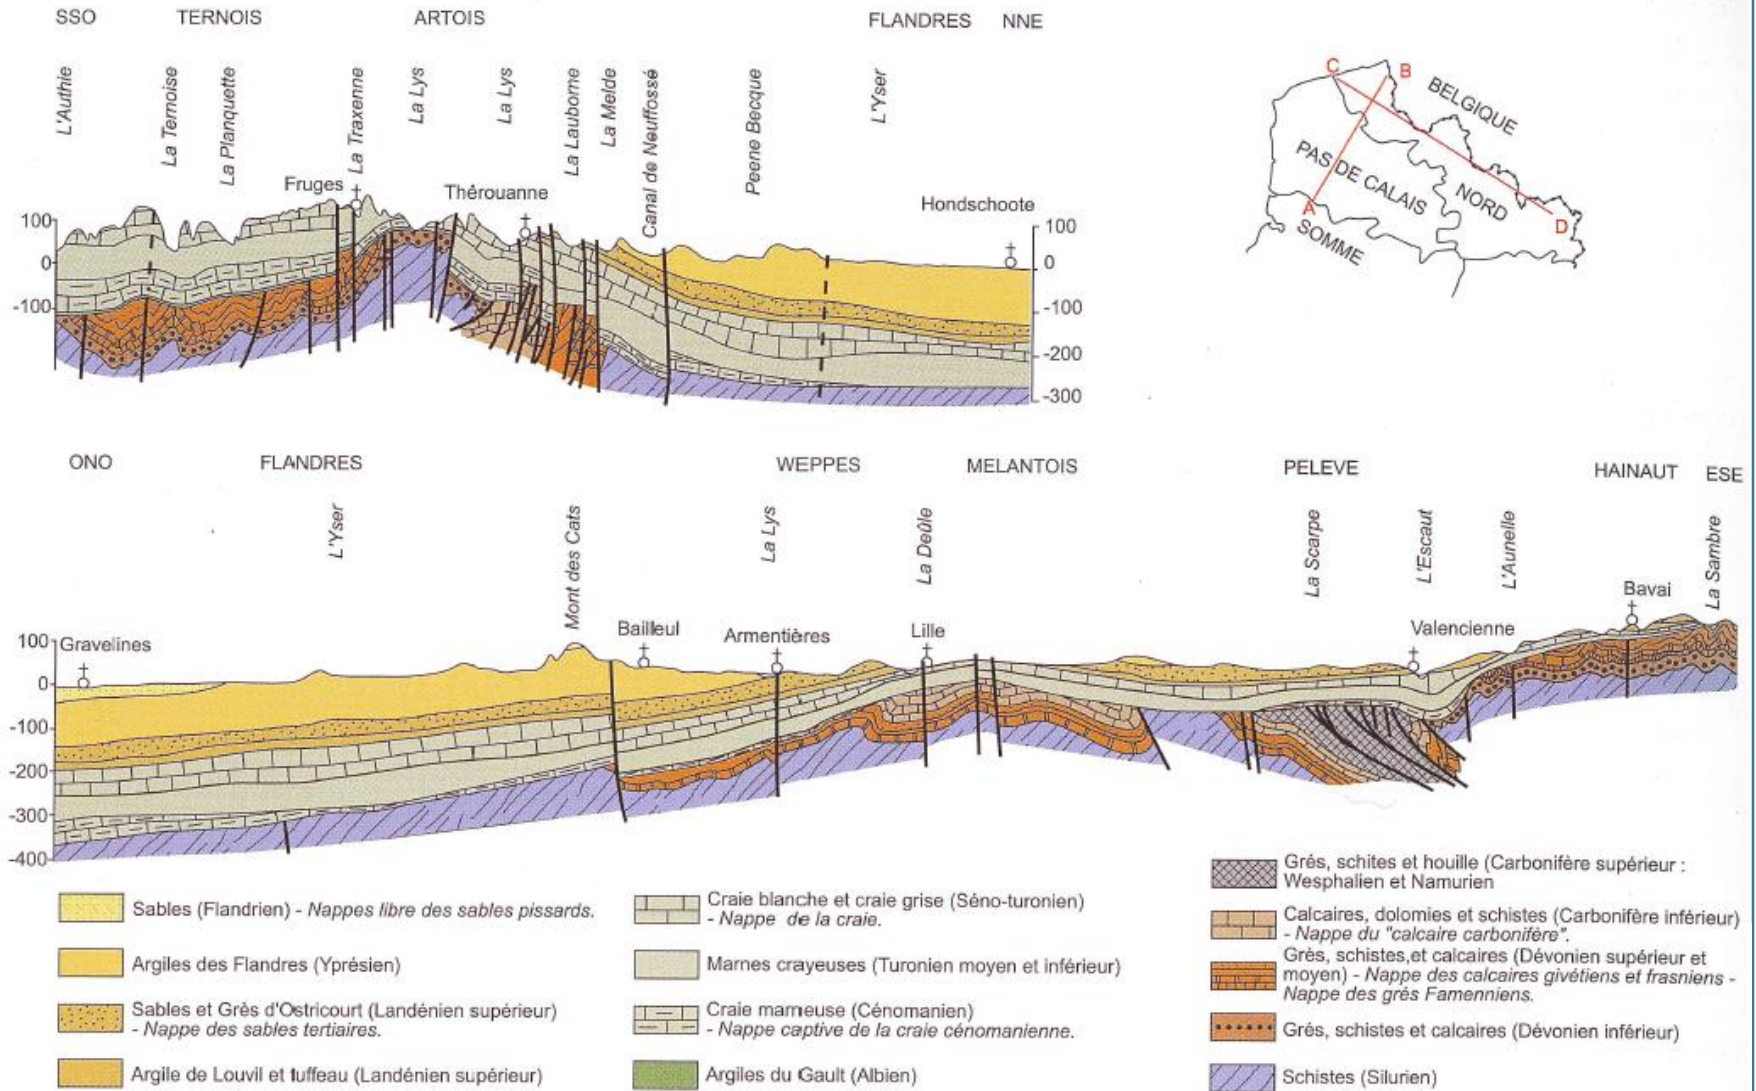 SSO TERNOIS ARTOIS FLANDRES NNE
L'Authie
La Ternoise
La Planquette
La Traxenne
La Lys
La Lys
La Lauborne
La Melde
Canal de Neuffossé
Peene Becque
L'Yser
Fruges
Thérouanne
Hondschoote
100
0
-100
100
0
-100
-200
-300
C
B
BELGIQUE
PAS DE CALAIS
NORD
A
D
SOMME
ONO FLANDRES WEPPES MELANTOIS PELEVE HAINAUT ESE
L'Yser
Mont des Cats
La Lys
La Deûle
La Scarpe
L'Escaut
L'Aunelle
La Sambre
Gravelines
Bailleul
Armentières
Lille
Valencienne
Bavai
100
0
-100
-200
-300
-400
Sables (Flandrien) - Nappes libre des sables pissards.
Argiles des Flandres (Yprésien)
Sables et Grès d'Ostricourt (Landénien supérieur)
- Nappe des sables tertiaires.
Argile de Louvil et tuffeau (Landénien supérieur)
Craie blanche et craie grise (Séno-turonien)
- Nappe de la craie.
Marnes crayeuses (Turonien moyen et inférieur)
Craie marneuse (Cénomanien)
- Nappe captive de la craie cénomanienne.
Argiles du Gault (Albien)
Grés, schites et houille (Carbonifère supérieur :
Wesphalien et Namurien
Calcaires, dolomies et schistes (Carbonifère inférieur)
- Nappe du "calcaire carbonifère".
Grès, schistes,et calcaires (Dévonien supérieur et
moyen) - Nappe des calcaires givétiens et frasniens -
Nappe des grés Famenniens.
Grés, schistes et calcaires (Dévonien inférieur)
Schistes (Silurien)